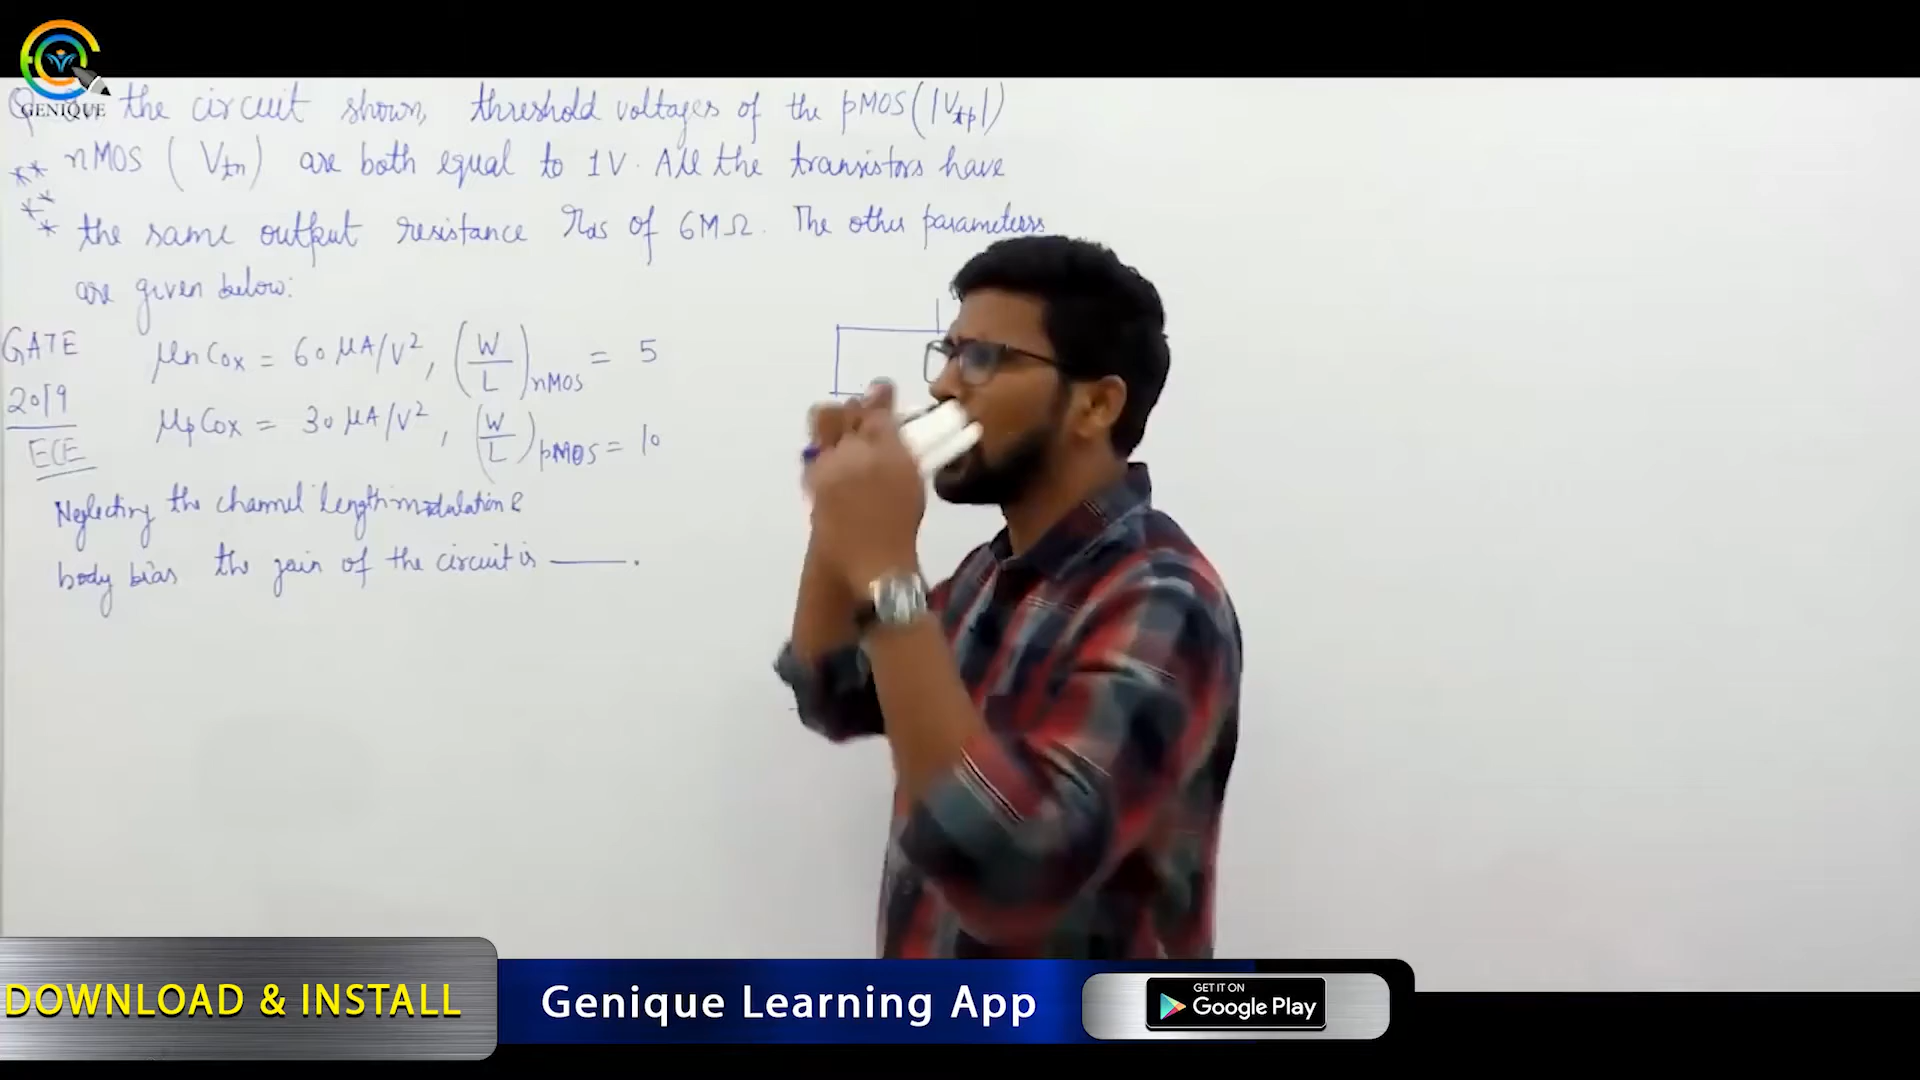 GENIQUE
the circuit shown, threshold voltages of the pMOS (|Vtp|)
** nMOS ( Vtn) are both equal to 1V. All the transistors have
** the same output resistance rds of 6MΩ. The other parameters
*
are given below:
GATE
2019
ECE
μnCox = 60 μA/V², (W/L)nMOS = 5
μpCox = 30 μA/V², (W/L)pMOS = 10
Neglecting the channel length modulation &
body bias the gain of the circuit is ____.
DOWNLOAD & INSTALL
Genique Learning App
GET IT ON
Google Play